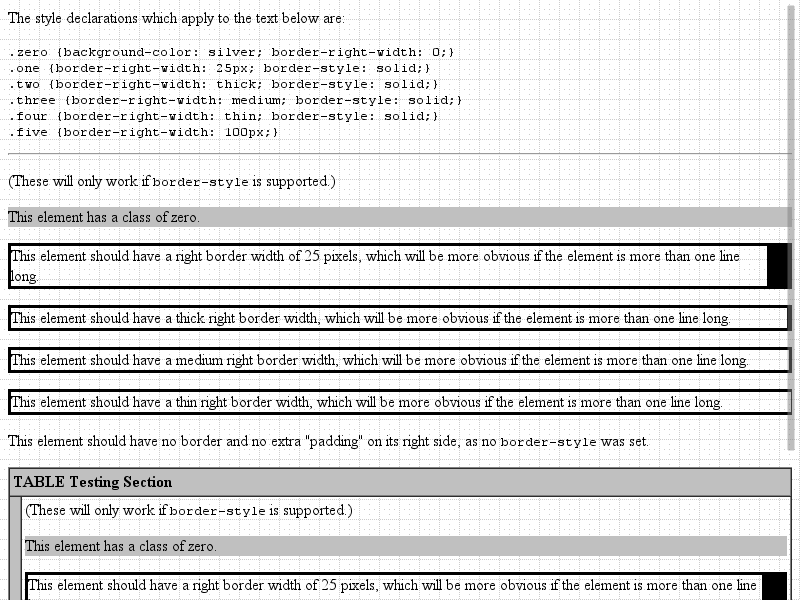 The style declarations which apply to the text below are:
.zero {background-color: silver; border-right-width: 0;}
.one {border-right-width: 25px; border-style: solid;}
.two {border-right-width: thick; border-style: solid;}
.three {border-right-width: medium; border-style: solid;}
.four {border-right-width: thin; border-style: solid;}
.five {border-right-width: 100px;}
(These will only work if border-style is supported.)
This element has a class of zero.
This element should have a right border width of 25 pixels, which will be more obvious if the element is more than one line
long.
This element should have a thick right border width, which will be more obvious if the element is more than one line long.
This element should have a medium right border width, which will be more obvious if the element is more than one line long.
This element should have a thin right border width, which will be more obvious if the element is more than one line long.
This element should have no border and no extra "padding" on its right side, as no border-style was set.
TABLE Testing Section
(These will only work if border-style is supported.)
This element has a class of zero.
This element should have a right border width of 25 pixels, which will be more obvious if the element is more than one line